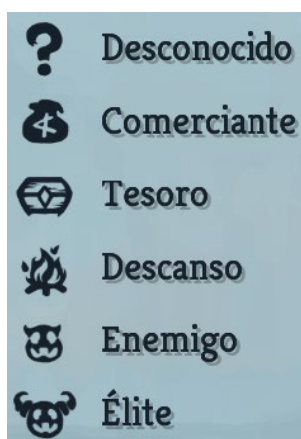 Desconocido
Comerciante
Tesoro
Descanso
Enemigo
Élite